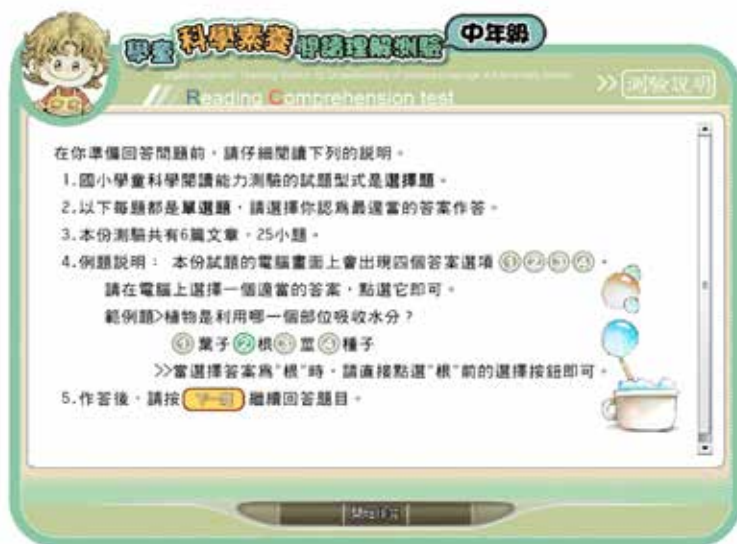 學童科學素養閱讀理解測驗 中年級
Reading Comprehension test
測驗說明
在你準備回答問題前，請仔細閱讀下列的說明。
1.國小學童科學閱讀能力測驗的試題型式是選擇題。
2.以下每題都是單選題，請選擇你認為最適當的答案作答。
3.本份測驗共有6篇文章，25小題。
4.例題說明： 本份試題的電腦畫面上會出現四個答案選項 ①②③④。
請在電腦上選擇一個適當的答案，點選它即可。
範例題>植物是利用哪一個部位吸收水分？
①葉子②根③莖④種子
>>當選擇答案為"根"時，請直接點選"根"前的選擇按鈕即可。
5.作答後，請按 下一題 繼續回答題目。